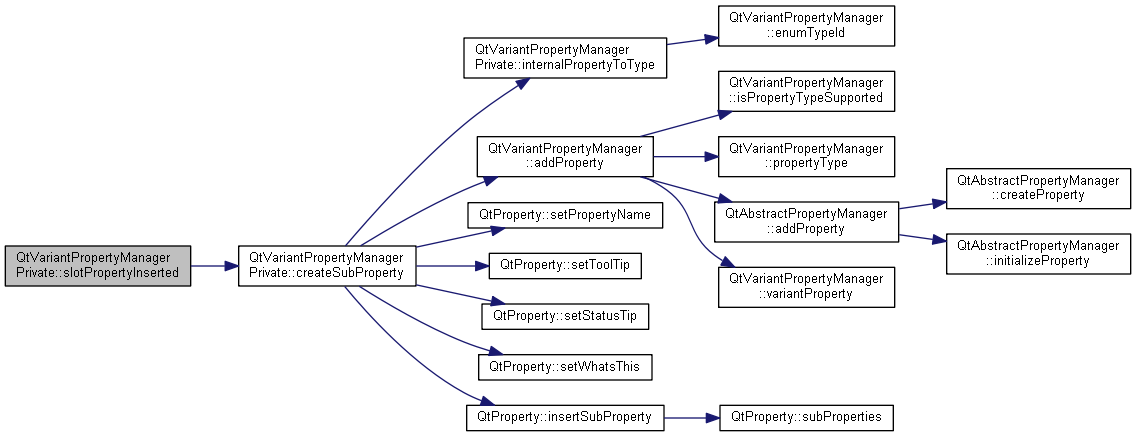 QtVariantPropertyManager
Private::slotPropertyInserted
QtVariantPropertyManager
Private::createSubProperty
QtVariantPropertyManager
Private::internalPropertyToType
QtVariantPropertyManager
::enumTypeId
QtVariantPropertyManager
::addProperty
QtVariantPropertyManager
::isPropertyTypeSupported
QtVariantPropertyManager
::propertyType
QtAbstractPropertyManager
::addProperty
QtAbstractPropertyManager
::createProperty
QtAbstractPropertyManager
::initializeProperty
QtVariantPropertyManager
::variantProperty
QtProperty::setPropertyName
QtProperty::setToolTip
QtProperty::setStatusTip
QtProperty::setWhatsThis
QtProperty::insertSubProperty
QtProperty::subProperties